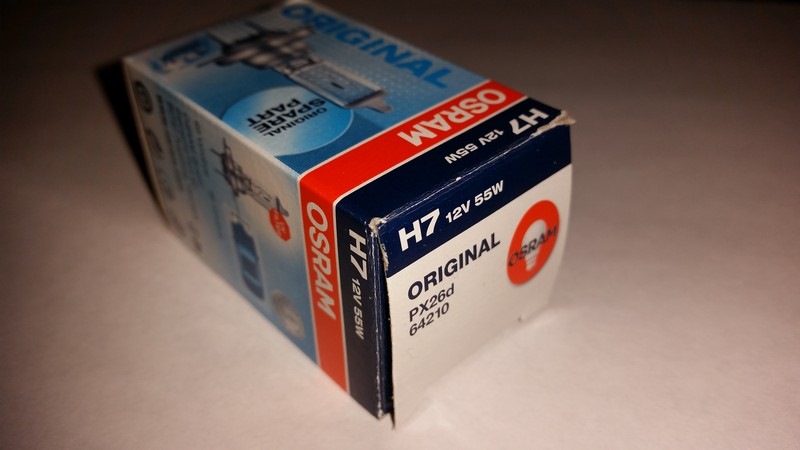 ORIGINAL
ORIGINAL
SPARE
PART
OSRAM
H7 12V 55W
OSRAM
H7 12V 55W
H7 12V 55W
ORIGINAL
PX26d
64210
OSRAM